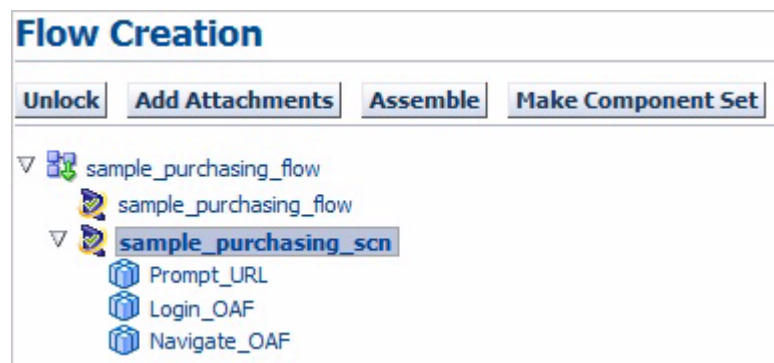 Flow Creation
Unlock Add Attachments Assemble Make Component Set
sample_purchasing_flow
sample_purchasing_flow
sample_purchasing_scn
Prompt_URL
Login_OAF
Navigate_OAF